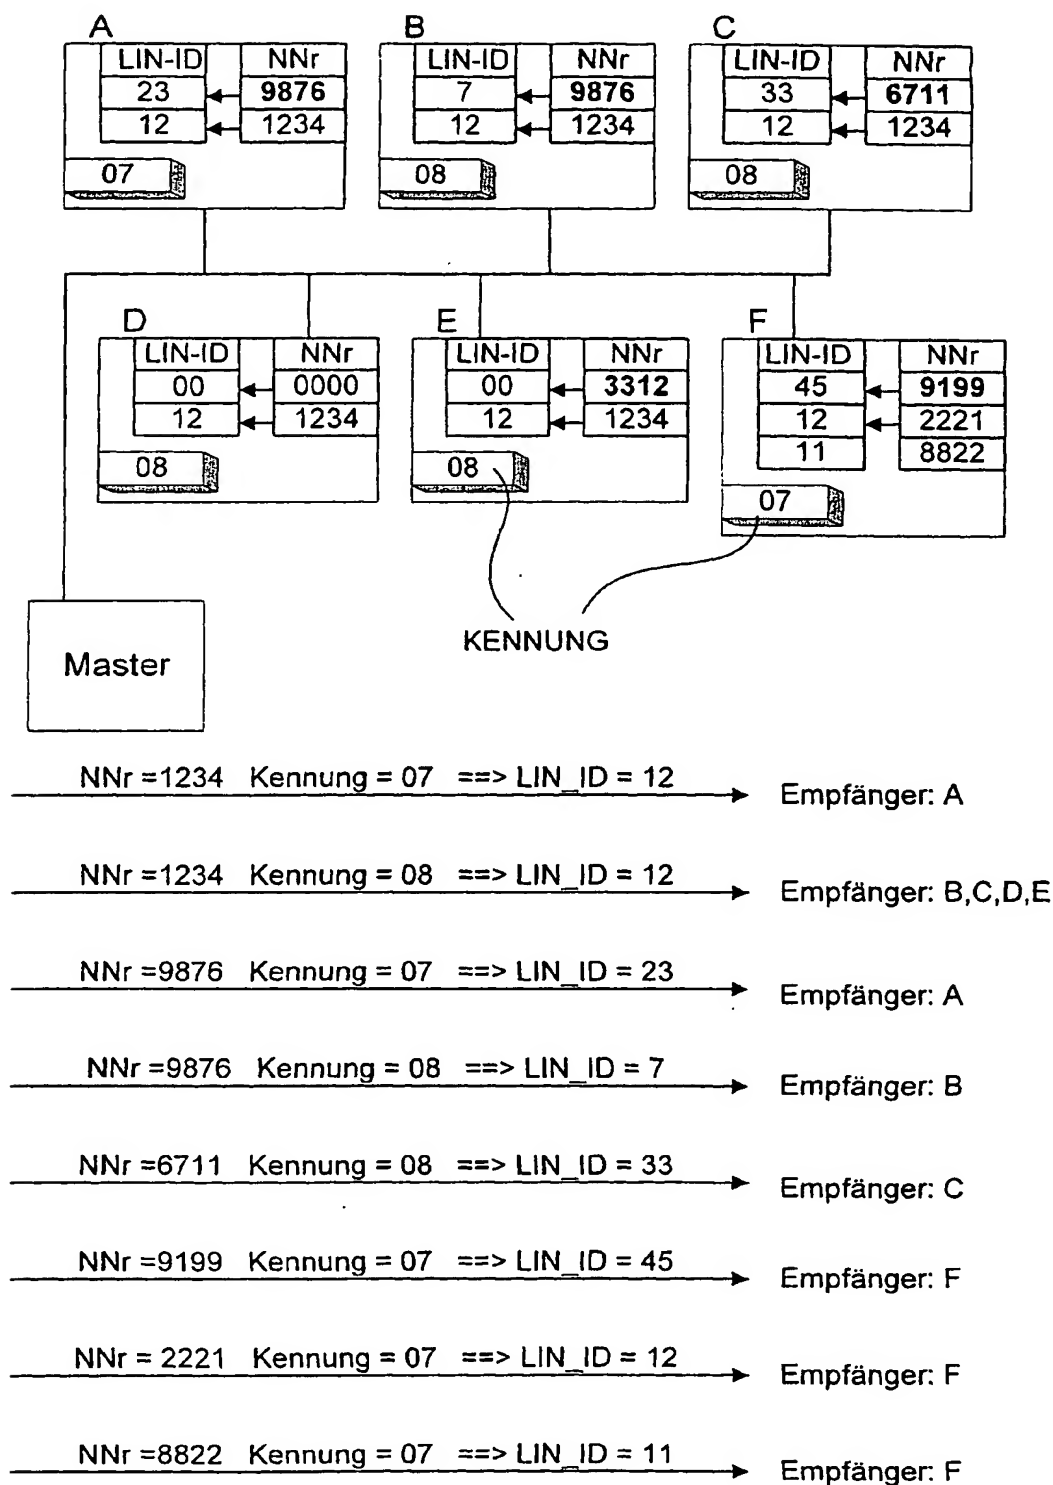 A B C
LIN-ID NNr LIN-ID NNr LIN-ID NNr
23 9876 7 9876 33 6711
12 1234 12 1234 12 1234
07 08 08
D E F
LIN-ID NNr LIN-ID NNr LIN-ID NNr
00 0000 00 3312 45 9199
12 1234 12 1234 12 2221
11 8822
08 08 07
KENNUNG
Master
NNr =1234 Kennung = 07 ==> LIN_ID = 12 Empfänger: A
NNr =1234 Kennung = 08 ==> LIN_ID = 12 Empfänger: B,C,D,E
NNr =9876 Kennung = 07 ==> LIN_ID = 23 Empfänger: A
NNr =9876 Kennung = 08 ==> LIN_ID = 7 Empfänger: B
NNr =6711 Kennung = 08 ==> LIN_ID = 33 Empfänger: C
NNr =9199 Kennung = 07 ==> LIN_ID = 45 Empfänger: F
NNr = 2221 Kennung = 07 ==> LIN_ID = 12 Empfänger: F
NNr =8822 Kennung = 07 ==> LIN_ID = 11 Empfänger: F